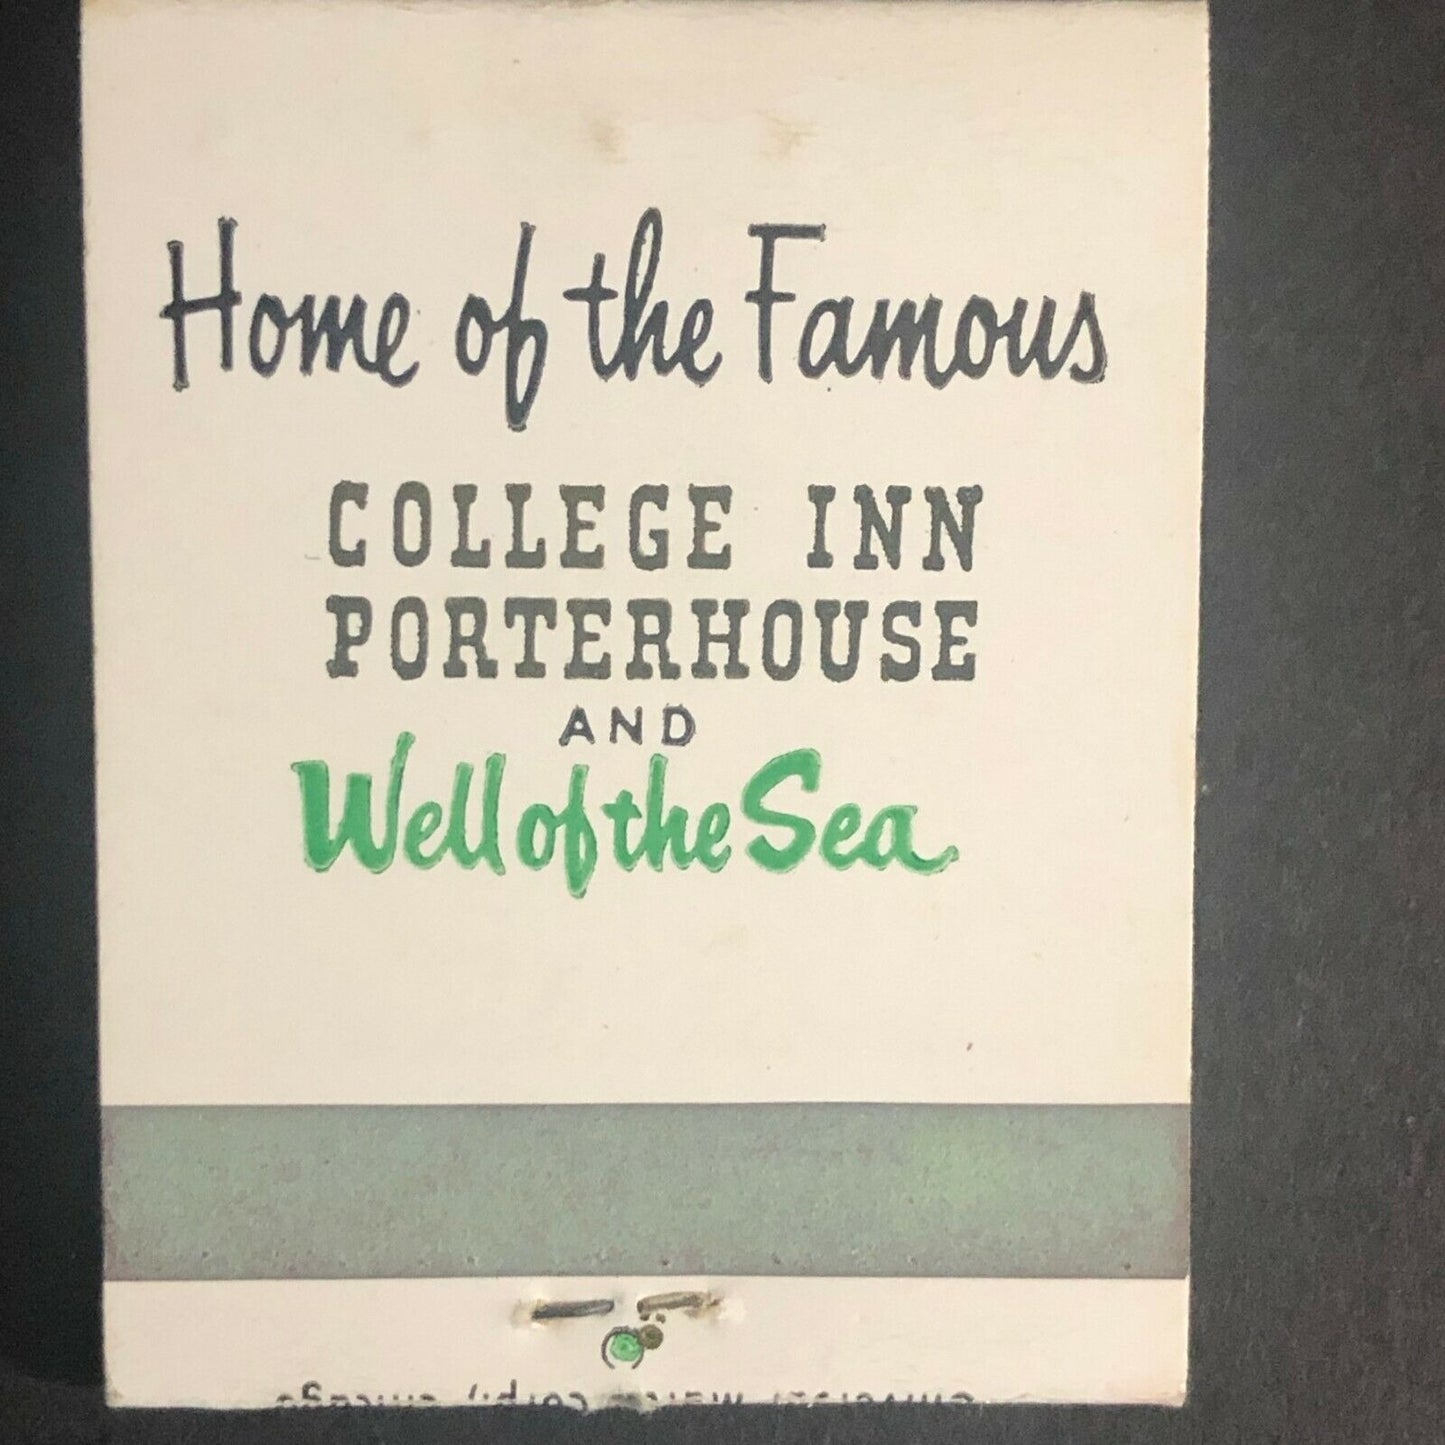 Home of the Famous
COLLEGE INN
PORTERHOUSE
AND
Well of the Sea